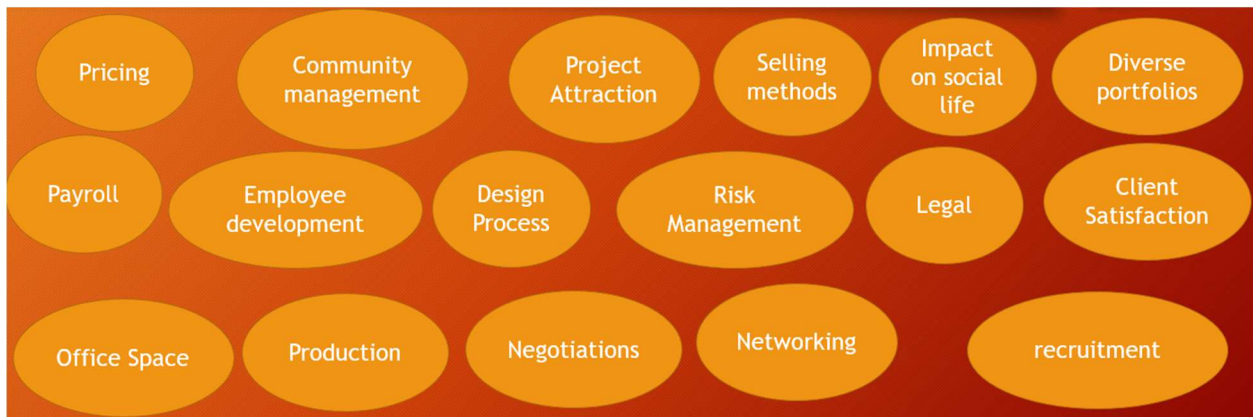 Pricing
Community
management
Project
Attraction
Selling
methods
Impact
on social
life
Diverse
portfolios
Payroll
Employee
development
Design
Process
Risk
Management
Legal
Client
Satisfaction
Office Space
Production
Negotiations
Networking
recruitment